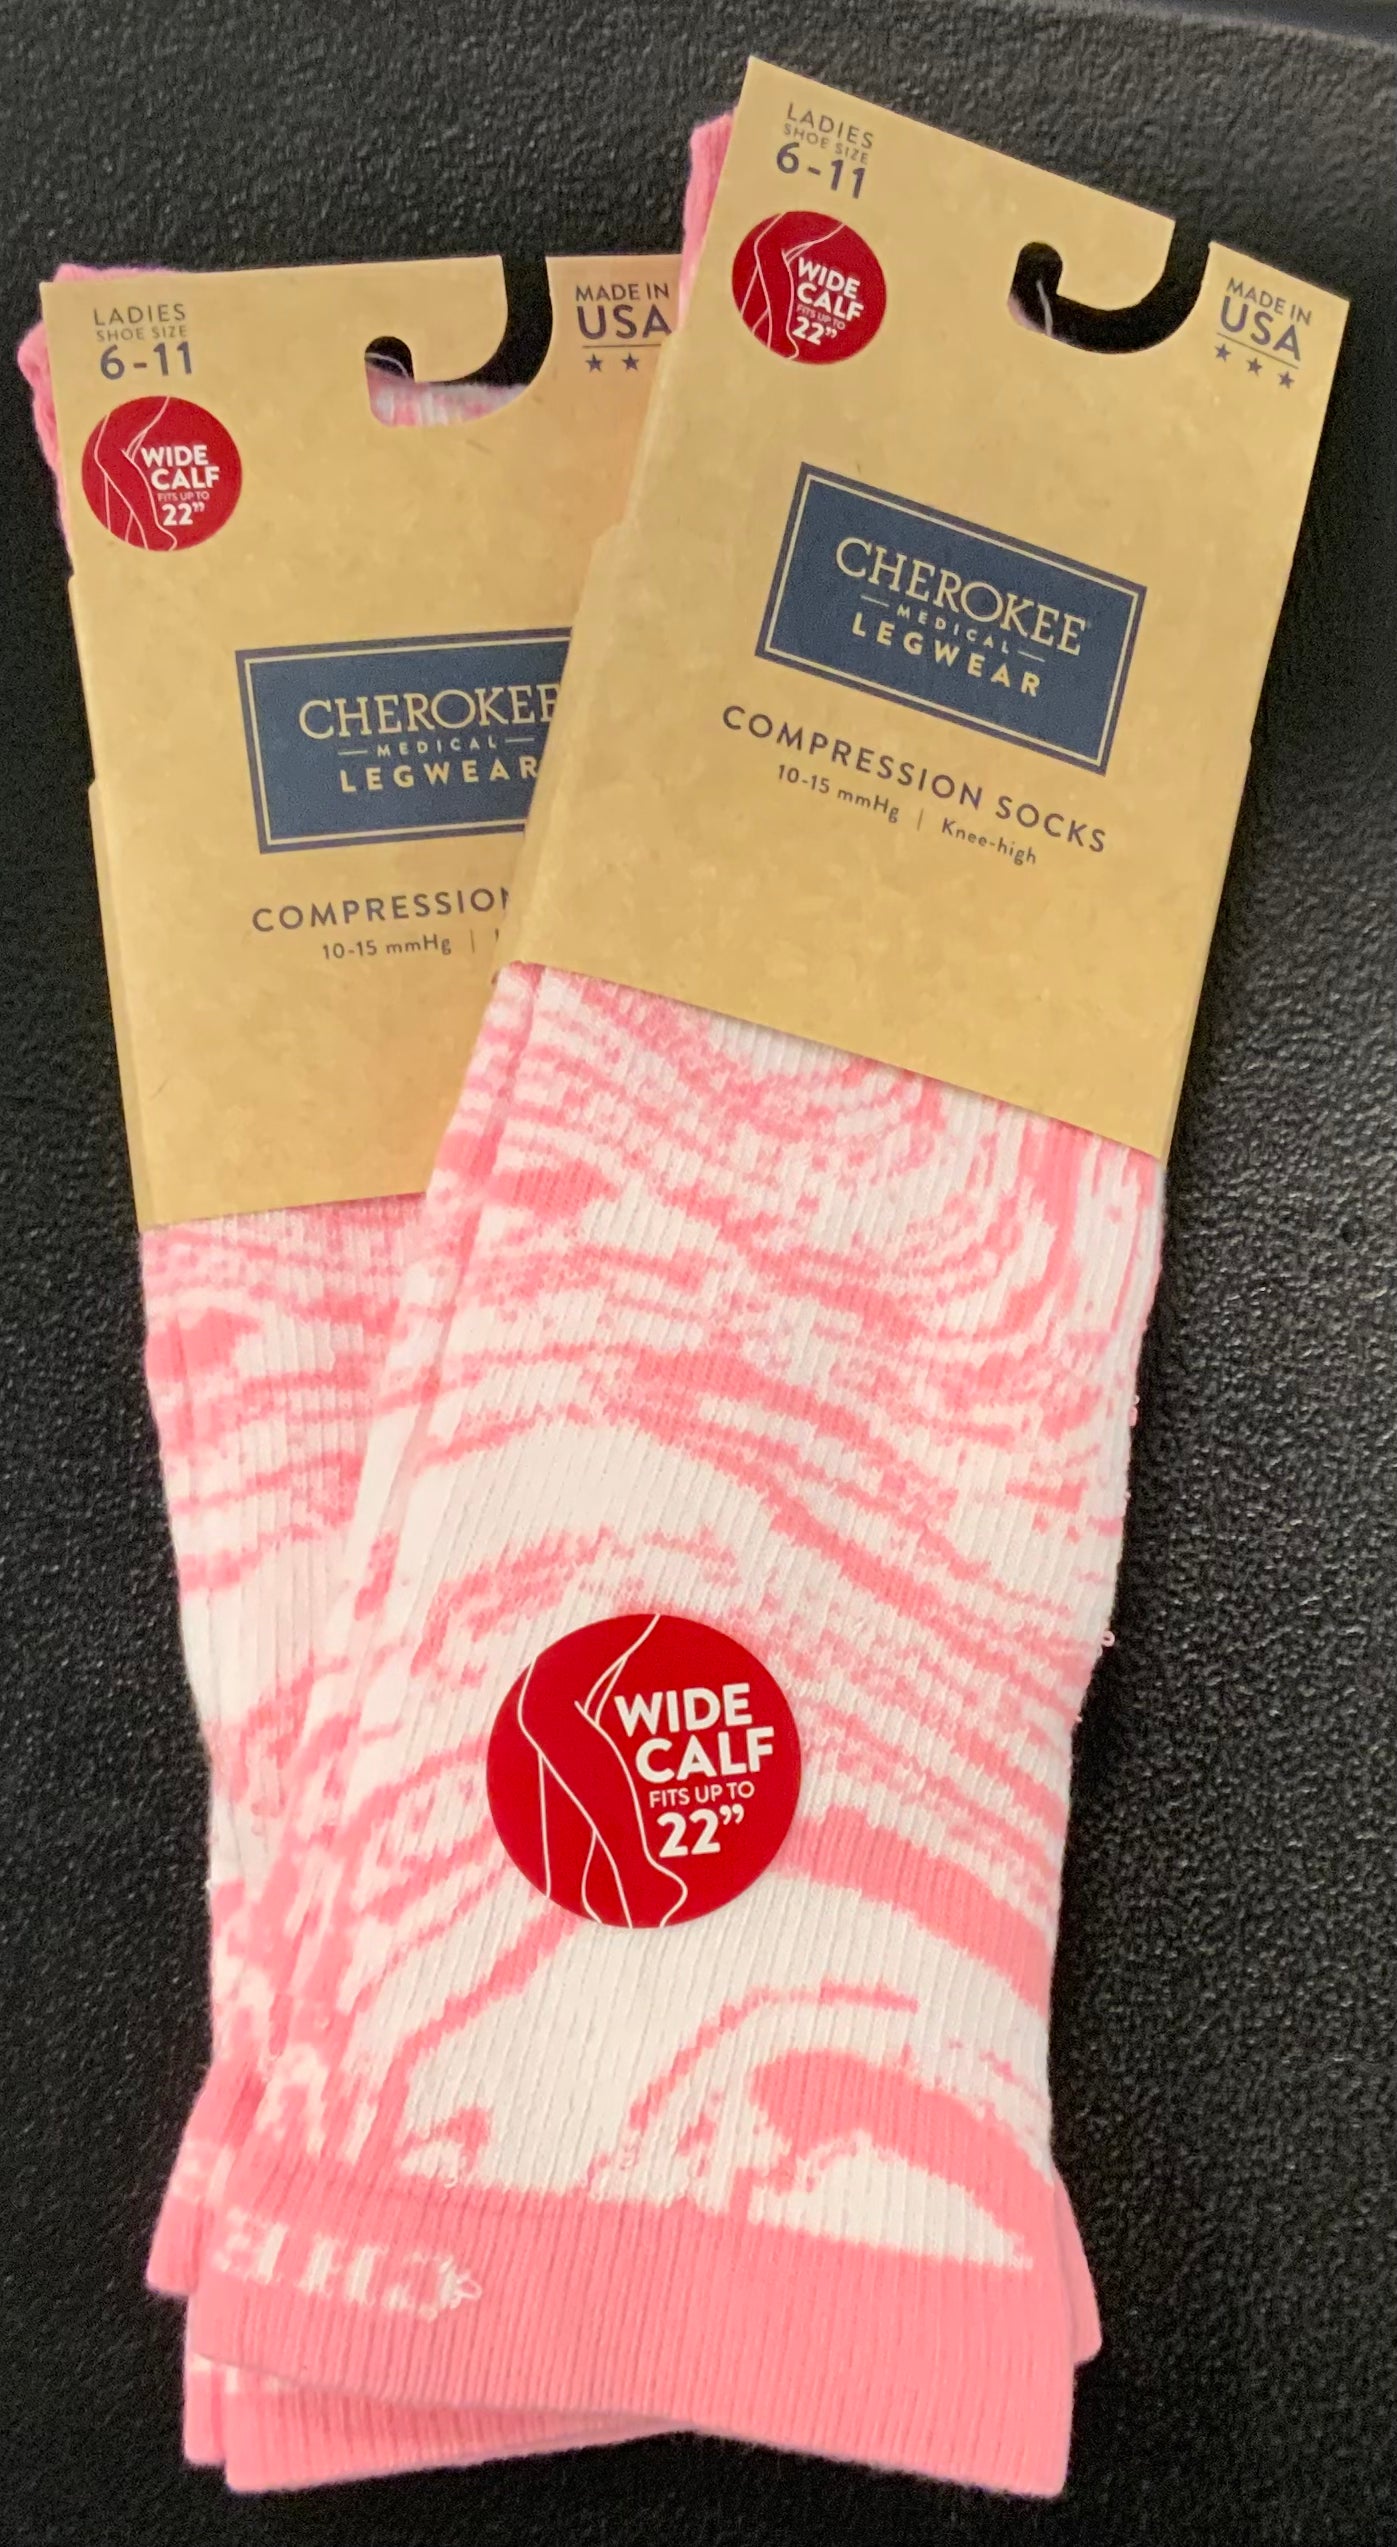 LADIES
SHOE SIZE
6-11
WIDE
CALF
FITS UP TO
22”
MADE IN
USA
CHEROKEE
MEDICAL
LEGWEAR
COMPRESSION
10-15 mmHg |
LADIES
SHOE SIZE
6-11
WIDE
CALF
FITS UP TO
22”
MADE IN
USA
CHEROKEE
MEDICAL
LEGWEAR
COMPRESSION SOCKS
10-15 mmHg | Knee-high
WIDE
CALF
FITS UP TO
22”
CHE